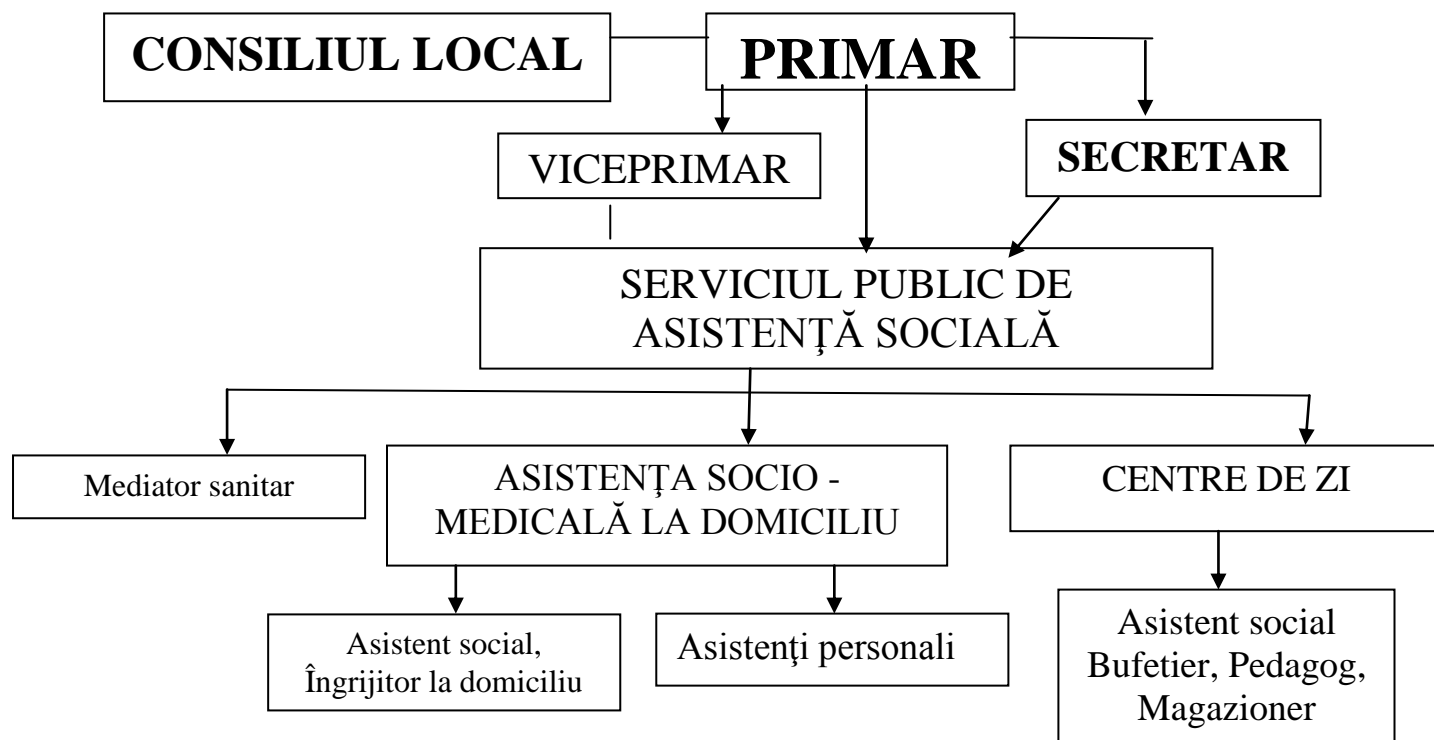 CONSILIUL LOCAL
PRIMAR
VICEPRIMAR
SECRETAR
SERVICIUL PUBLIC DE
ASISTENŢĂ SOCIALĂ
Mediator sanitar
ASISTENŢA SOCIO -
MEDICALĂ LA DOMICILIU
CENTRE DE ZI
Asistent social,
Îngrijitor la domiciliu
Asistenţi personali
Asistent social
Bufetier, Pedagog,
Magazioner